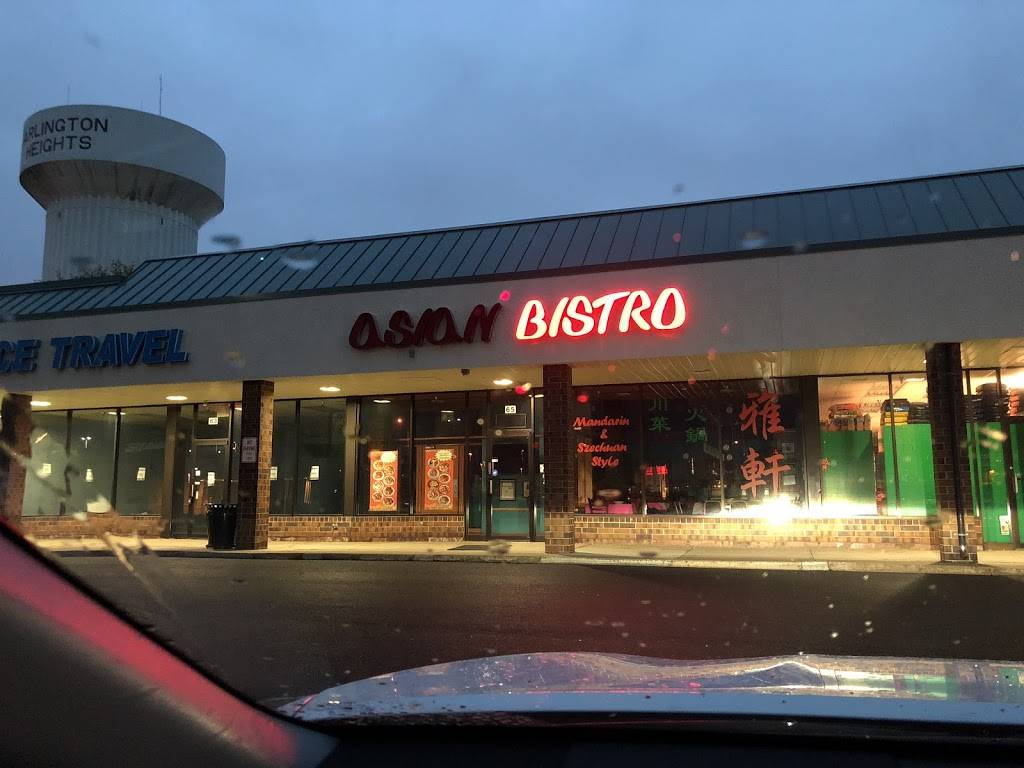 ARLINGTON
HEIGHTS
CE TRAVEL
ASIAN BISTRO
65
Mandarin
&
Szechuan
Style
川菜
火鍋
雅軒